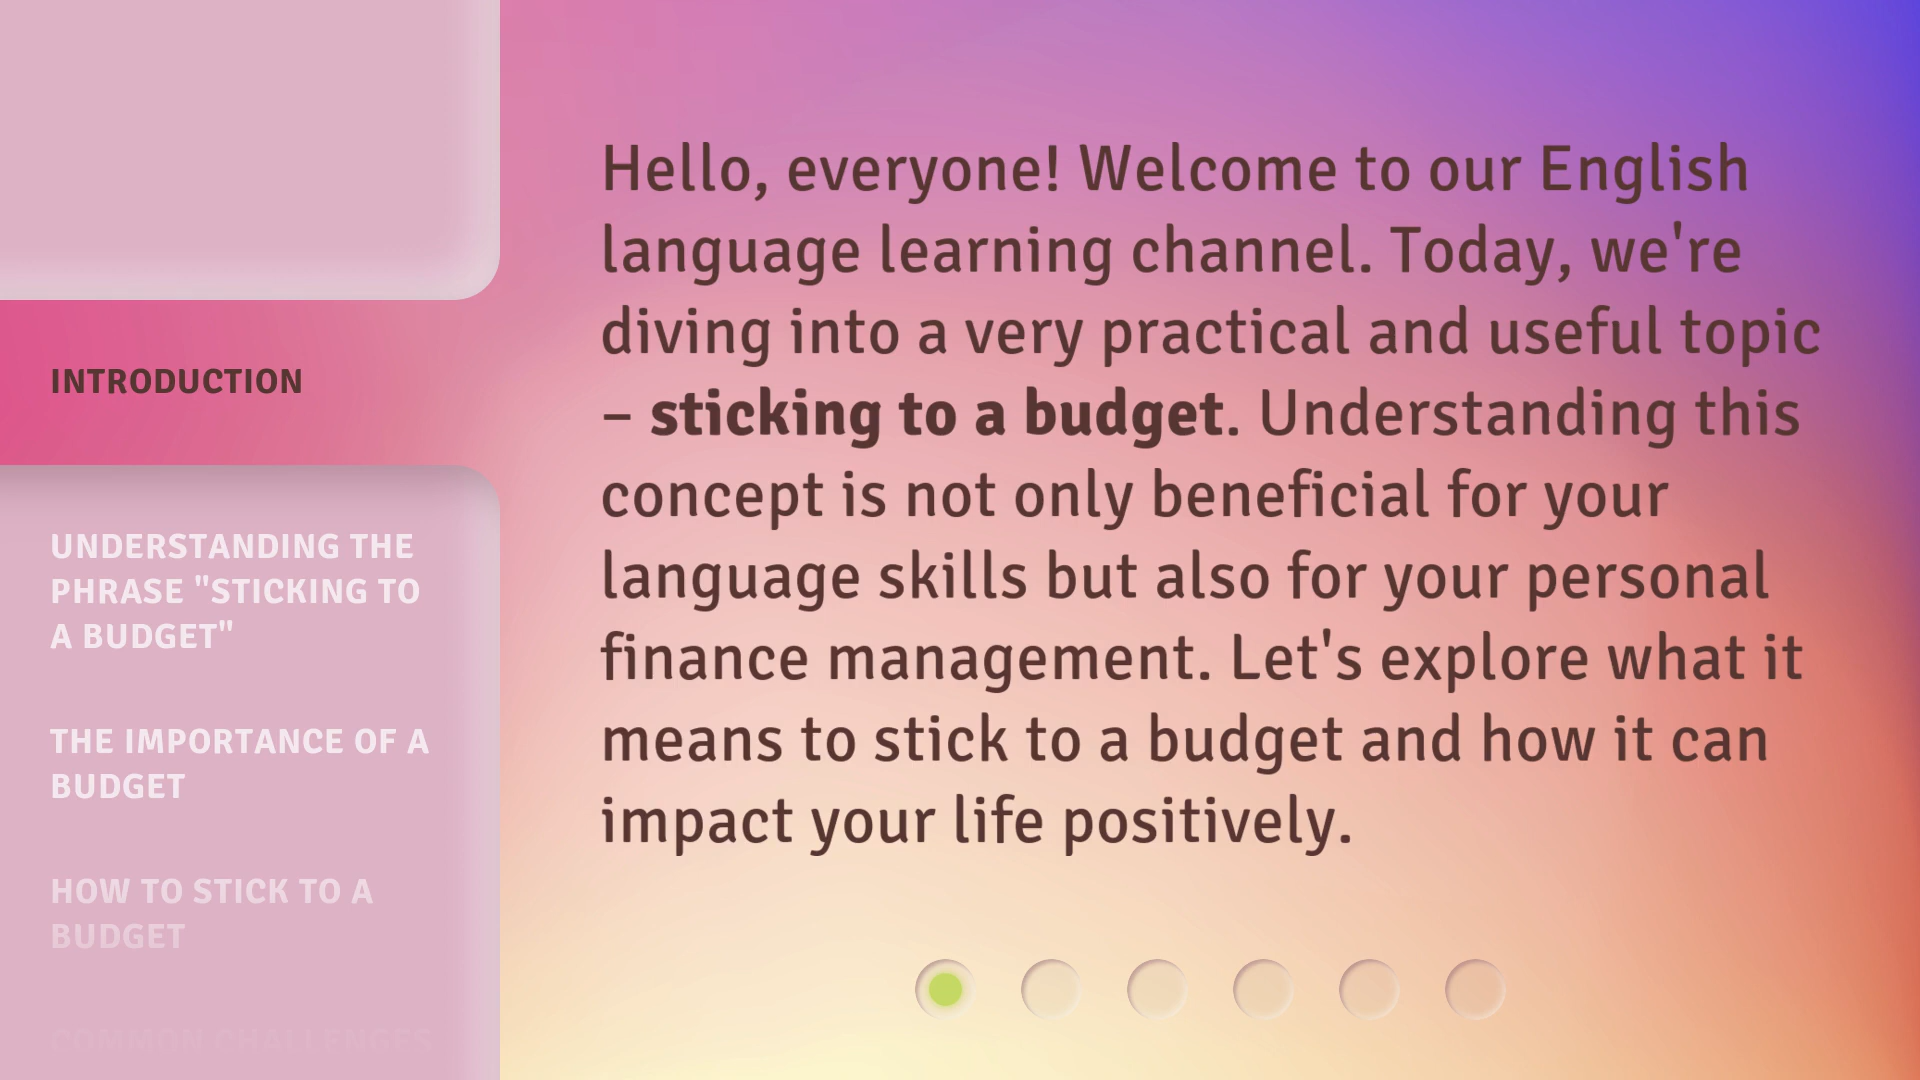 INTRODUCTION
UNDERSTANDING THE
PHRASE "STICKING TO
A BUDGET"
THE IMPORTANCE OF A
BUDGET
HOW TO STICK TO A
BUDGET
COMMON CHALLENGES
Hello, everyone! Welcome to our English
language learning channel. Today, we're
diving into a very practical and useful topic
– sticking to a budget. Understanding this
concept is not only beneficial for your
language skills but also for your personal
finance management. Let's explore what it
means to stick to a budget and how it can
impact your life positively.